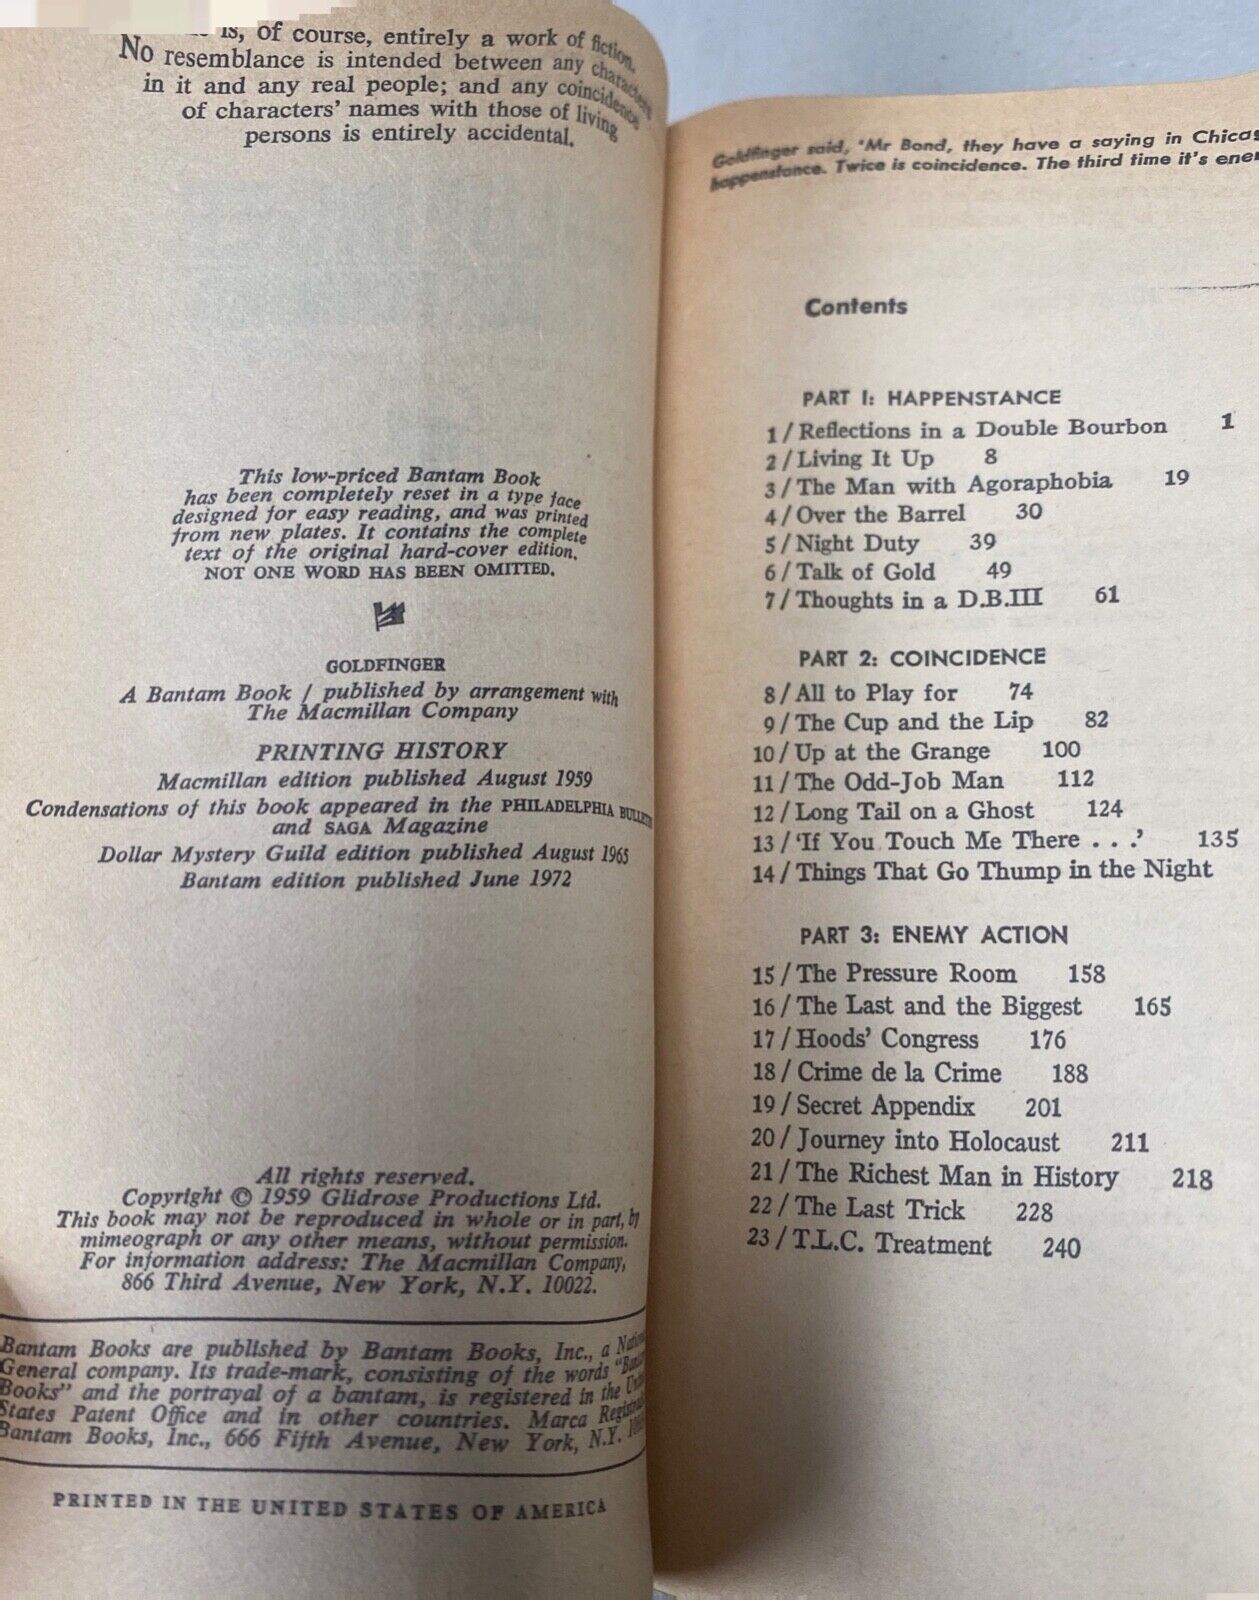 is, of course, entirely a work of fiction.
No resemblance is intended between any characters
in it and any real people; and any coincidence
of characters' names with those of living
persons is entirely accidental.
This low-priced Bantam Book
has been completely reset in a type face
designed for easy reading, and was printed
from new plates. It contains the complete
text of the original hard-cover edition.
NOT ONE WORD HAS BEEN OMITTED.
GOLDFINGER
A Bantam Book / published by arrangement with
The Macmillan Company
PRINTING HISTORY
Macmillan edition published August 1959
Condensations of this book appeared in the PHILADELPHIA BULLETIN
and SAGA Magazine
Dollar Mystery Guild edition published August 1965
Bantam edition published June 1972
All rights reserved.
Copyright © 1959 Glidrose Productions Ltd.
This book may not be reproduced in whole or in part, by
mimeograph or any other means, without permission.
For information address: The Macmillan Company,
866 Third Avenue, New York, N.Y. 10022.
Bantam Books are published by Bantam Books, Inc., a
General company. Its trade-mark, consisting of the words "Bantam
Books" and the portrayal of a bantam, is registered in the United
States Patent Office and in other countries. Marca Registrada
Bantam Books, Inc., 666 Fifth Avenue, New York, N.Y.
PRINTED IN THE UNITED STATES OF AMERICA
Goldfinger said, 'Mr Bond, they have a saying in
happenstance. Twice is coincidence. The third time it's
Contents
PART I: HAPPENSTANCE
1/Reflections in a Double Bourbon 1
2/Living It Up 8
3/The Man with Agoraphobia 19
4/Over the Barrel 30
5/Night Duty 39
6/Talk of Gold 49
7/Thoughts in a D.B.III 61
PART 2: COINCIDENCE
8/All to Play for 74
9/The Cup and the Lip 82
10/Up at the Grange 100
11/The Odd-Job Man 112
12/Long Tail on a Ghost 124
13/'If You Touch Me There . . .' 135
14/Things That Go Thump in the Night
PART 3: ENEMY ACTION
15/The Pressure Room 158
16/The Last and the Biggest 165
17/Hoods' Congress 176
18/Crime de la Crime 188
19/Secret Appendix 201
20/Journey into Holocaust 211
21/The Richest Man in History 218
22/The Last Trick 228
23/T.L.C. Treatment 240